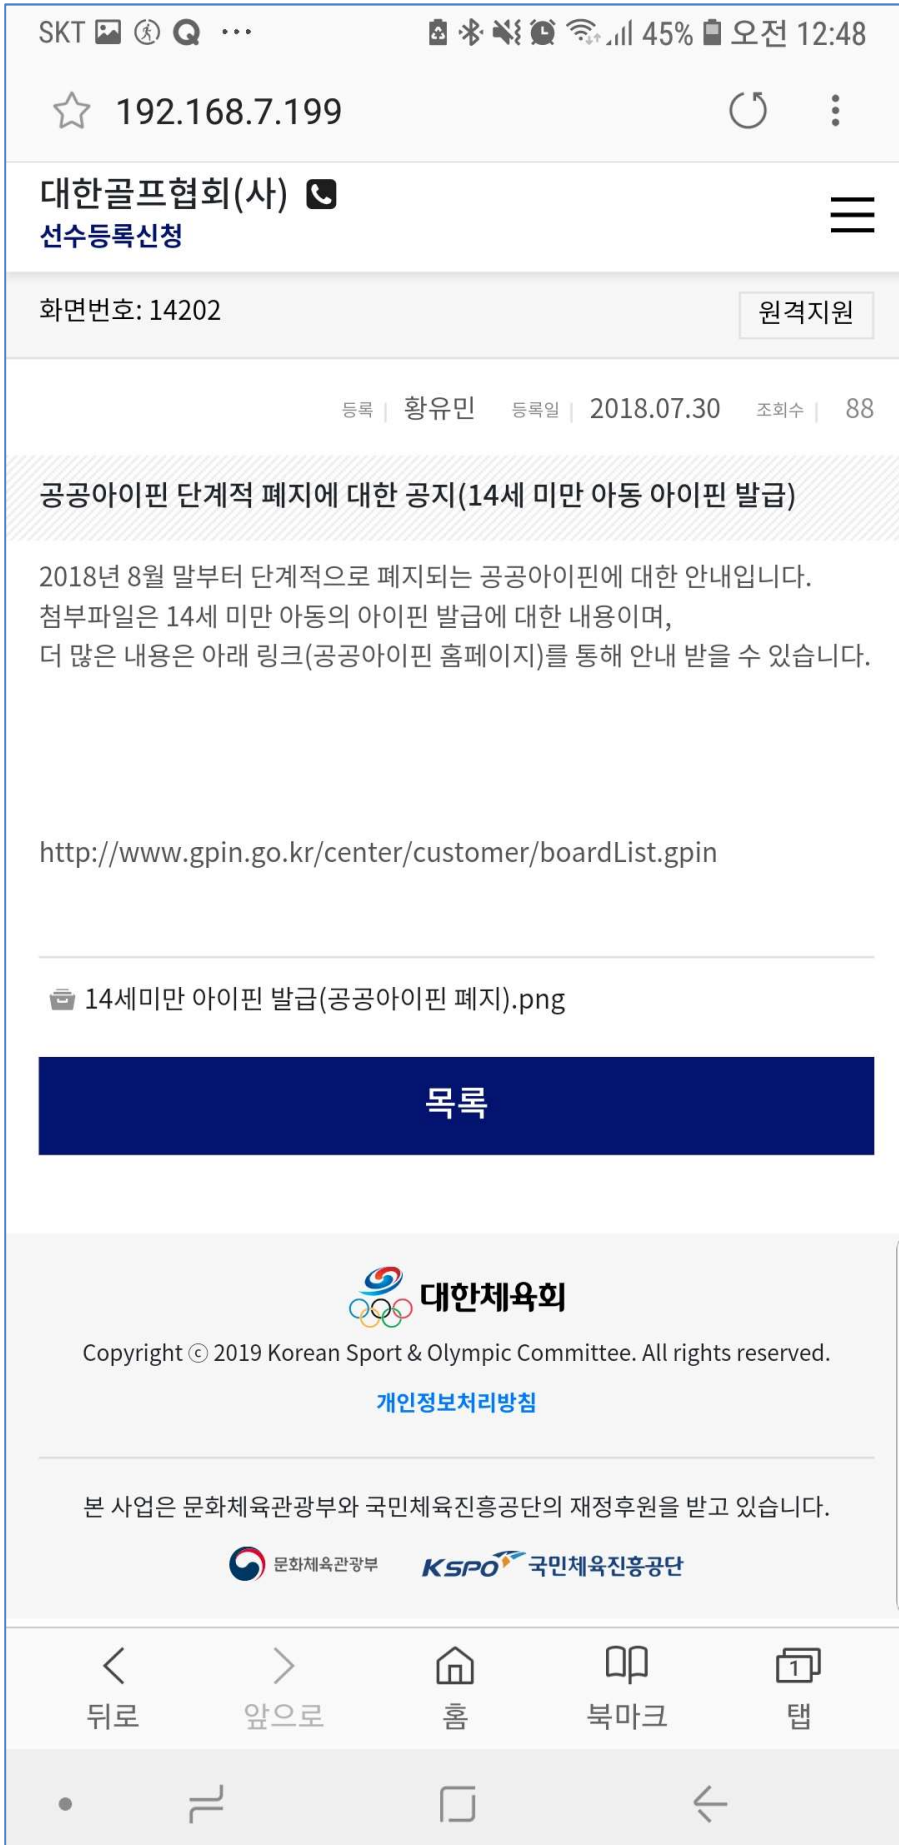 SKT ··· 45% 오전 12:48
192.168.7.199
대한골프협회(사)
선수등록신청
화면번호: 14202 원격지원
등록 | 황유민 등록일 | 2018.07.30 조회수 | 88
공공아이핀 단계적 폐지에 대한 공지(14세 미만 아동 아이핀 발급)
2018년 8월 말부터 단계적으로 폐지되는 공공아이핀에 대한 안내입니다.
첨부파일은 14세 미만 아동의 아이핀 발급에 대한 내용이며,
더 많은 내용은 아래 링크(공공아이핀 홈페이지)를 통해 안내 받을 수 있습니다.
http://www.gpin.go.kr/center/customer/boardList.gpin
14세미만 아이핀 발급(공공아이핀 폐지).png
목록
대한체육회
Copyright ⓒ 2019 Korean Sport & Olympic Committee. All rights reserved.
개인정보처리방침
본 사업은 문화체육관광부와 국민체육진흥공단의 재정후원을 받고 있습니다.
문화체육관광부 KSPO 국민체육진흥공단
1
뒤로 앞으로 홈 북마크 탭